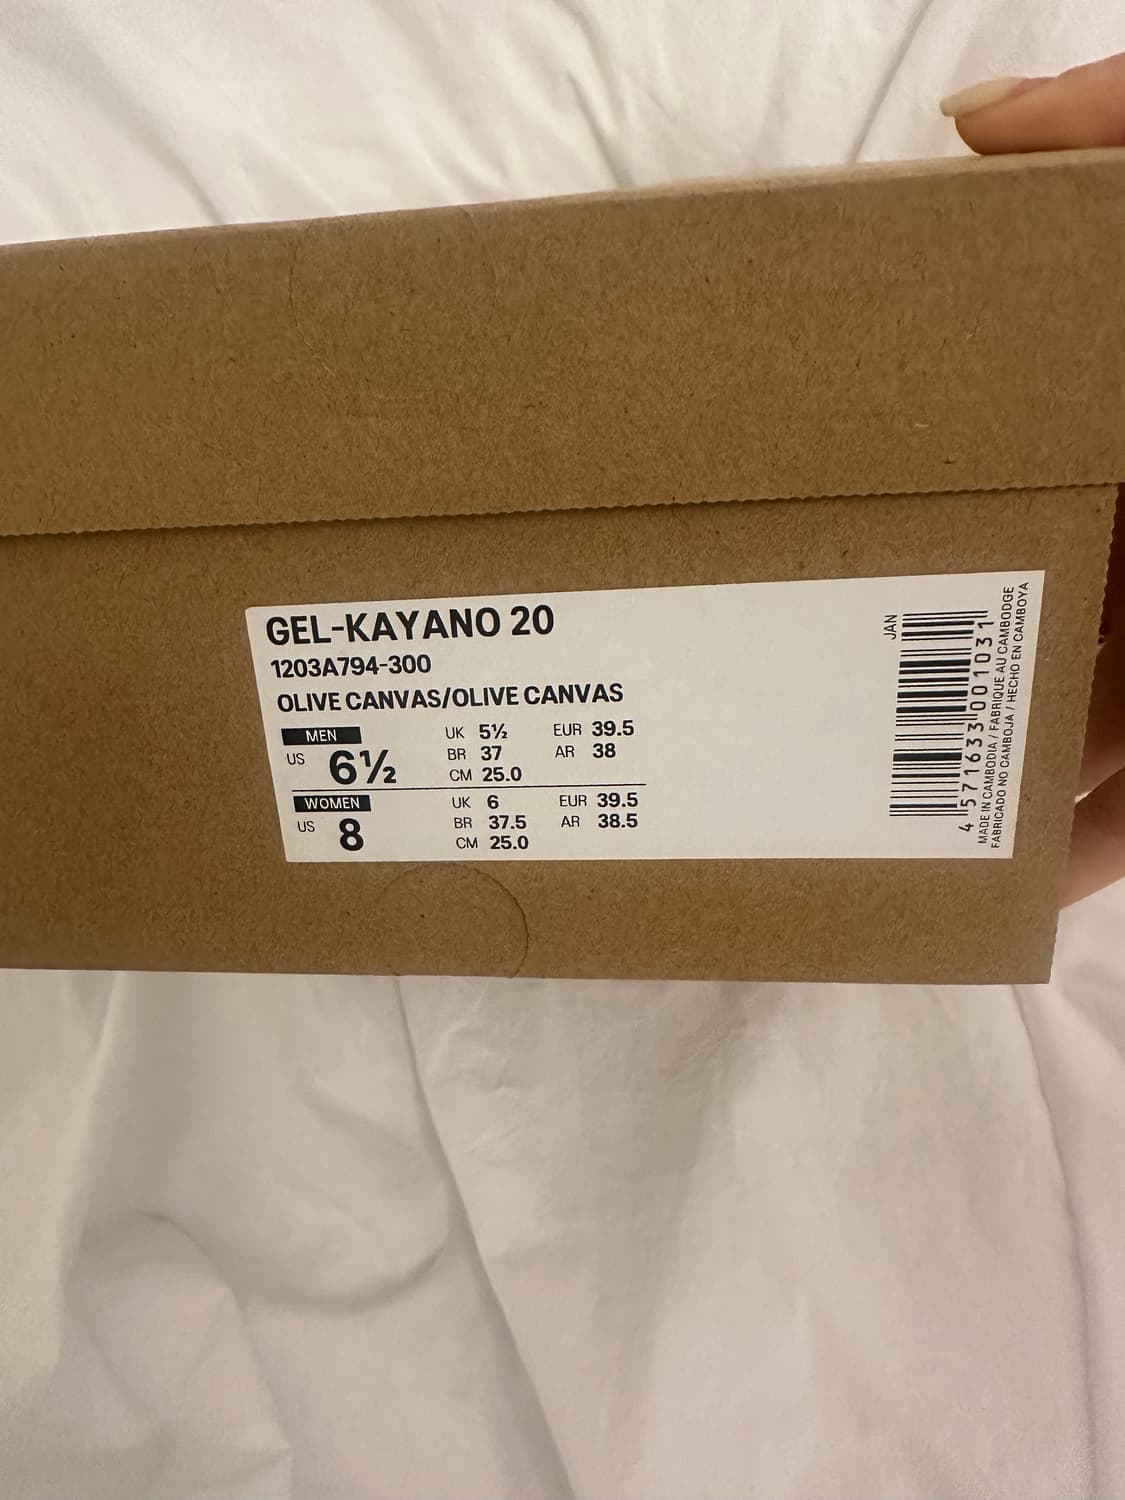 GEL-KAYANO 20
1203A794-300
OLIVE CANVAS/OLIVE CANVAS
MEN
US 6½
UK 5½ EUR 39.5
BR 37 AR 38
CM 25.0
WOMEN
US 8
UK 6 EUR 39.5
BR 37.5 AR 38.5
CM 25.0
JAN
4 571633 001031
MADE IN CAMBODIA / FABRIQUE AU CAMBODGE
FABRICADO NO CAMBOJA / HECHO EN CAMBOYA